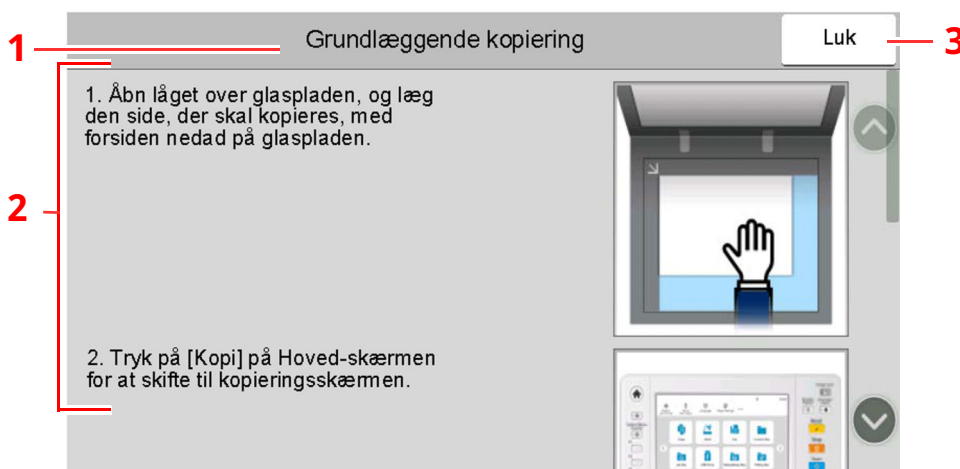 1
Grundlæggende kopiering
Luk
3
2
1. Åbn låget over glaspladen, og læg
den side, der skal kopieres, med
forsiden nedad på glaspladen.
2. Tryk på [Kopi] på Hoved-skærmen
for at skifte til kopieringsskærmen.